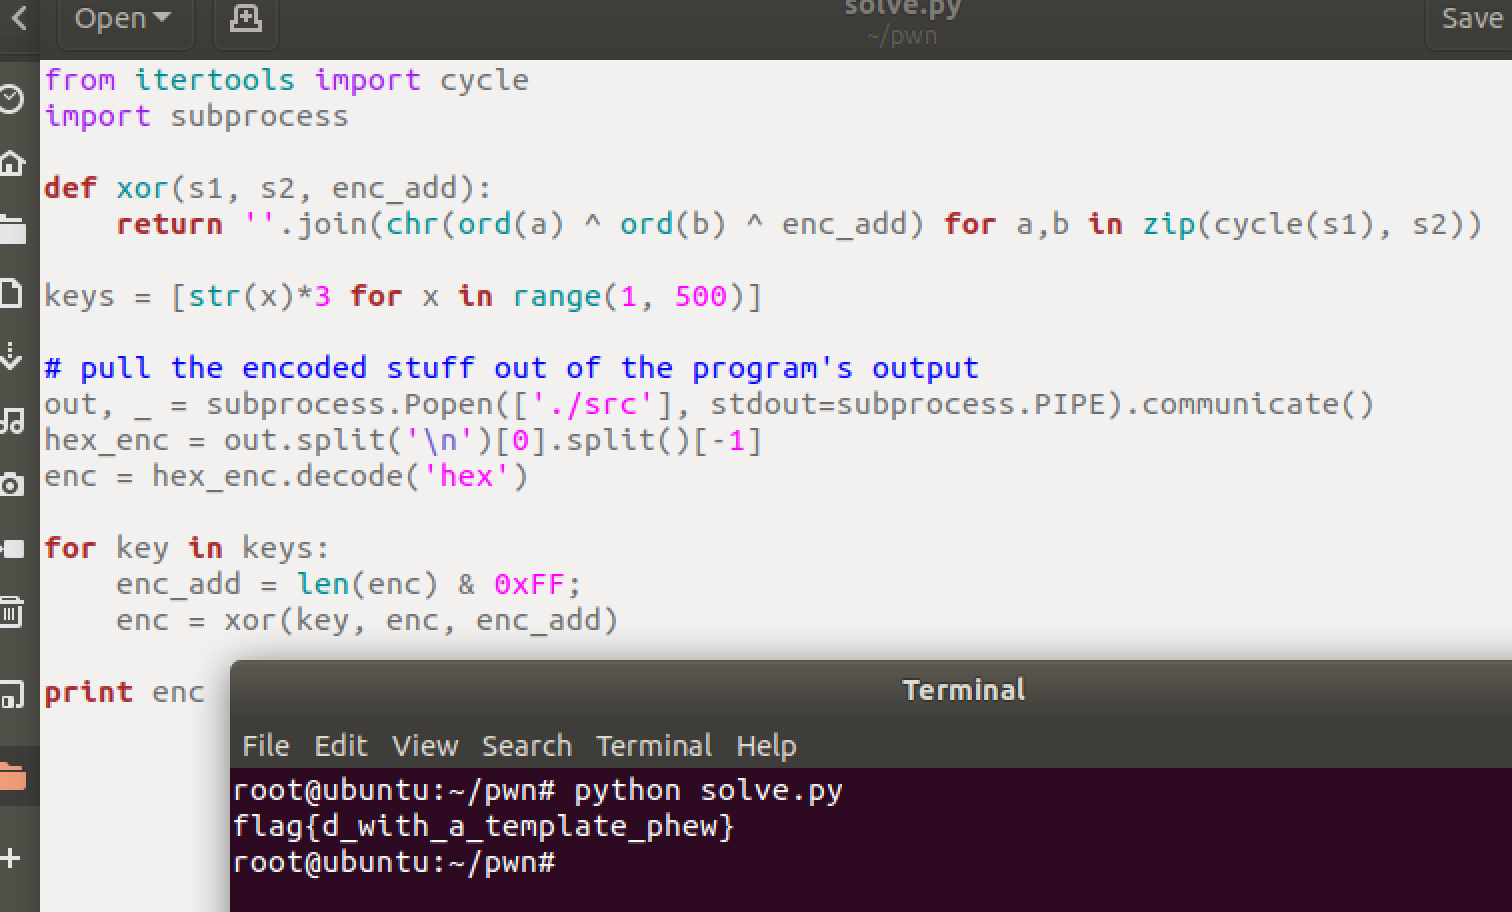 Open
solve.py
~/pwn
Save
from itertools import cycle
import subprocess
def xor(s1, s2, enc_add):
    return ''.join(chr(ord(a) ^ ord(b) ^ enc_add) for a,b in zip(cycle(s1), s2))
keys = [str(x)*3 for x in range(1, 500)]
# pull the encoded stuff out of the program's output
out, _ = subprocess.Popen(['./src'], stdout=subprocess.PIPE).communicate()
hex_enc = out.split('\n')[0].split()[-1]
enc = hex_enc.decode('hex')
for key in keys:
    enc_add = len(enc) & 0xFF;
    enc = xor(key, enc, enc_add)
print enc
Terminal
File Edit View Search Terminal Help
root@ubuntu:~/pwn# python solve.py
flag{d_with_a_template_phew}
root@ubuntu:~/pwn#